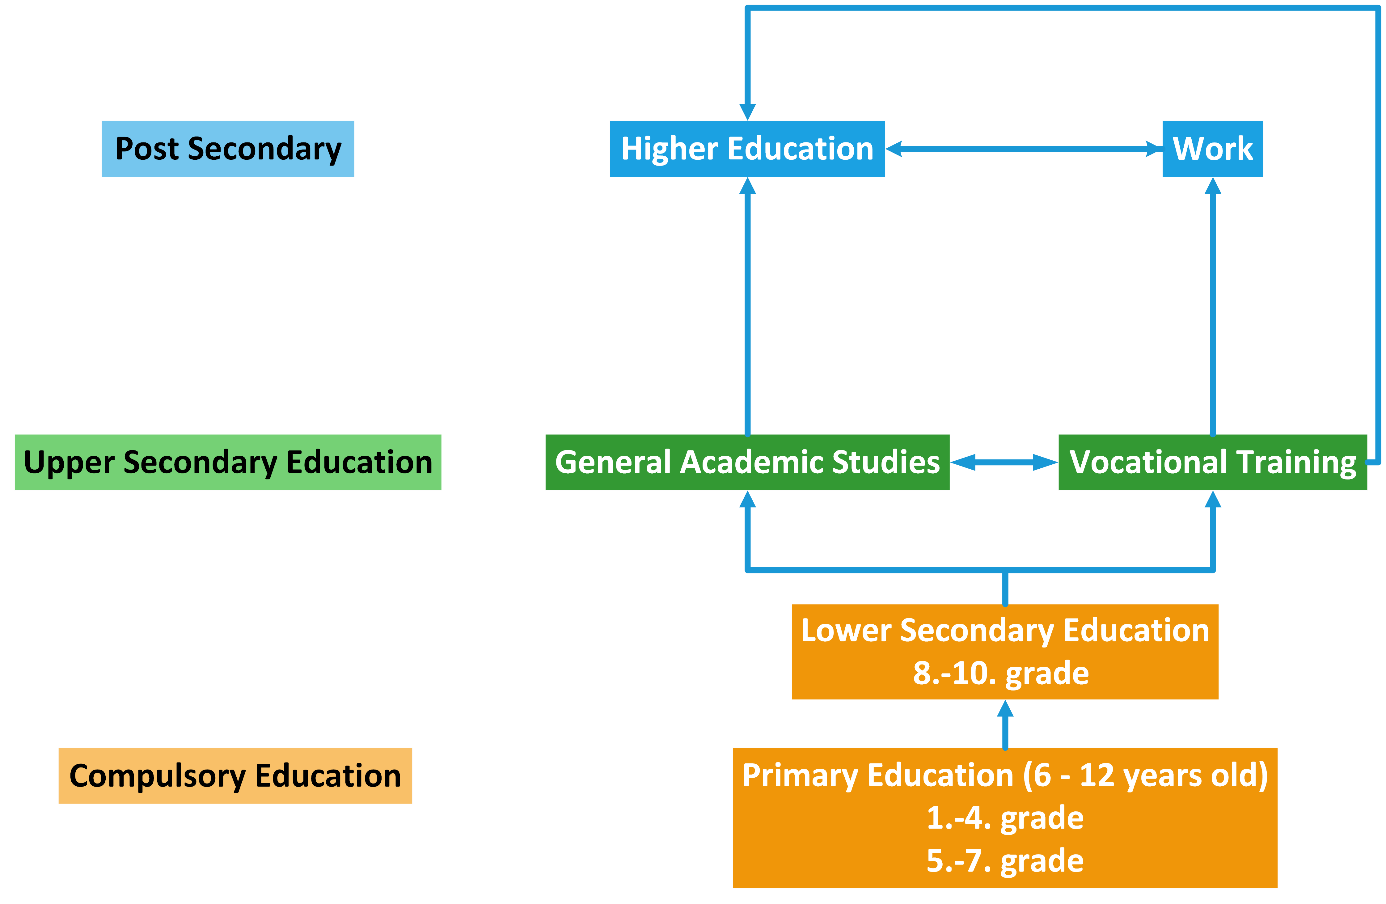 Post Secondary
Higher Education
Work
Upper Secondary Education
General Academic Studies
Vocational Training
Lower Secondary Education
8.-10. grade
Compulsory Education
Primary Education (6 - 12 years old)
1.-4. grade
5.-7. grade